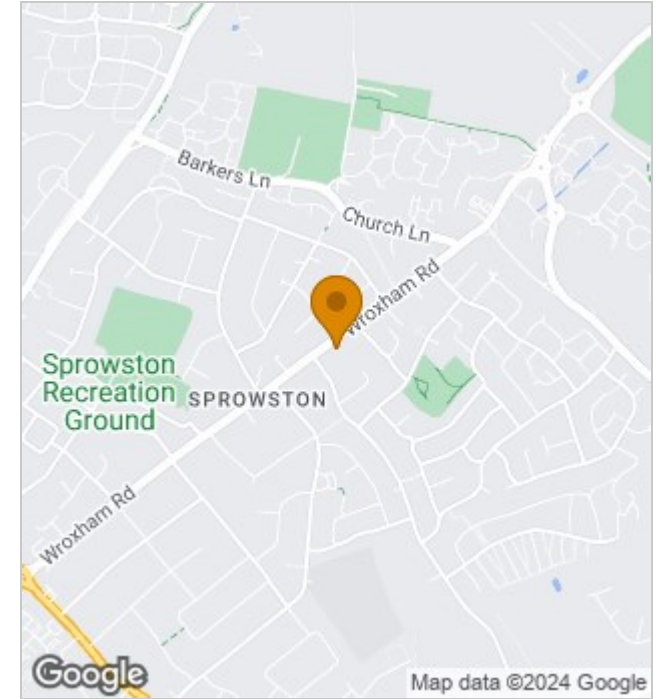 Barkers Ln
Church Ln
Wroxham Rd
Sprowston
Recreation
Ground
SPROWSTON
Wroxham Rd
Google
Map data ©2024 Google